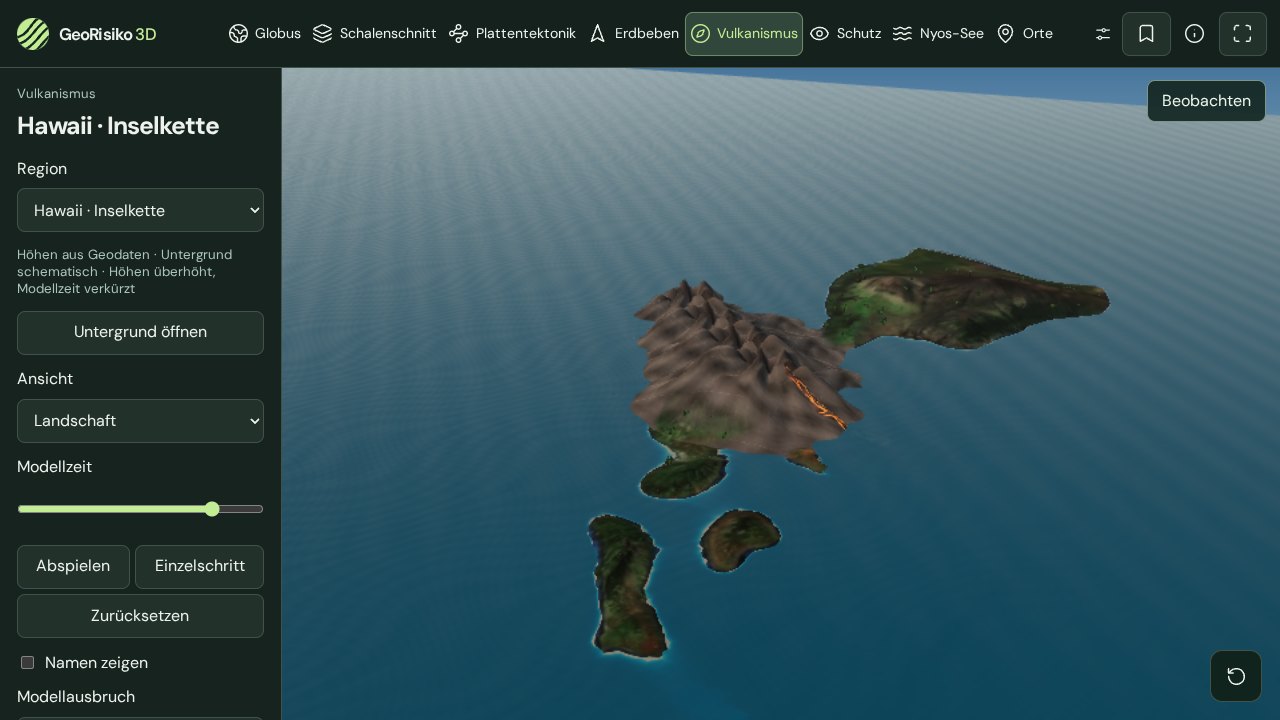 GeoRisiko 3D
Globus
Schalenschnitt
Plattentektonik
Erdbeben
Vulkanismus
Schutz
Nyos-See
Orte
Vulkanismus
Hawaii · Inselkette
Region
Hawaii · Inselkette
Höhen aus Geodaten · Untergrund
schematisch · Höhen überhöht,
Modellzeit verkürzt
Untergrund öffnen
Ansicht
Landschaft
Modellzeit
Abspielen
Einzelschritt
Zurücksetzen
Namen zeigen
Modellausbruch
Beobachten